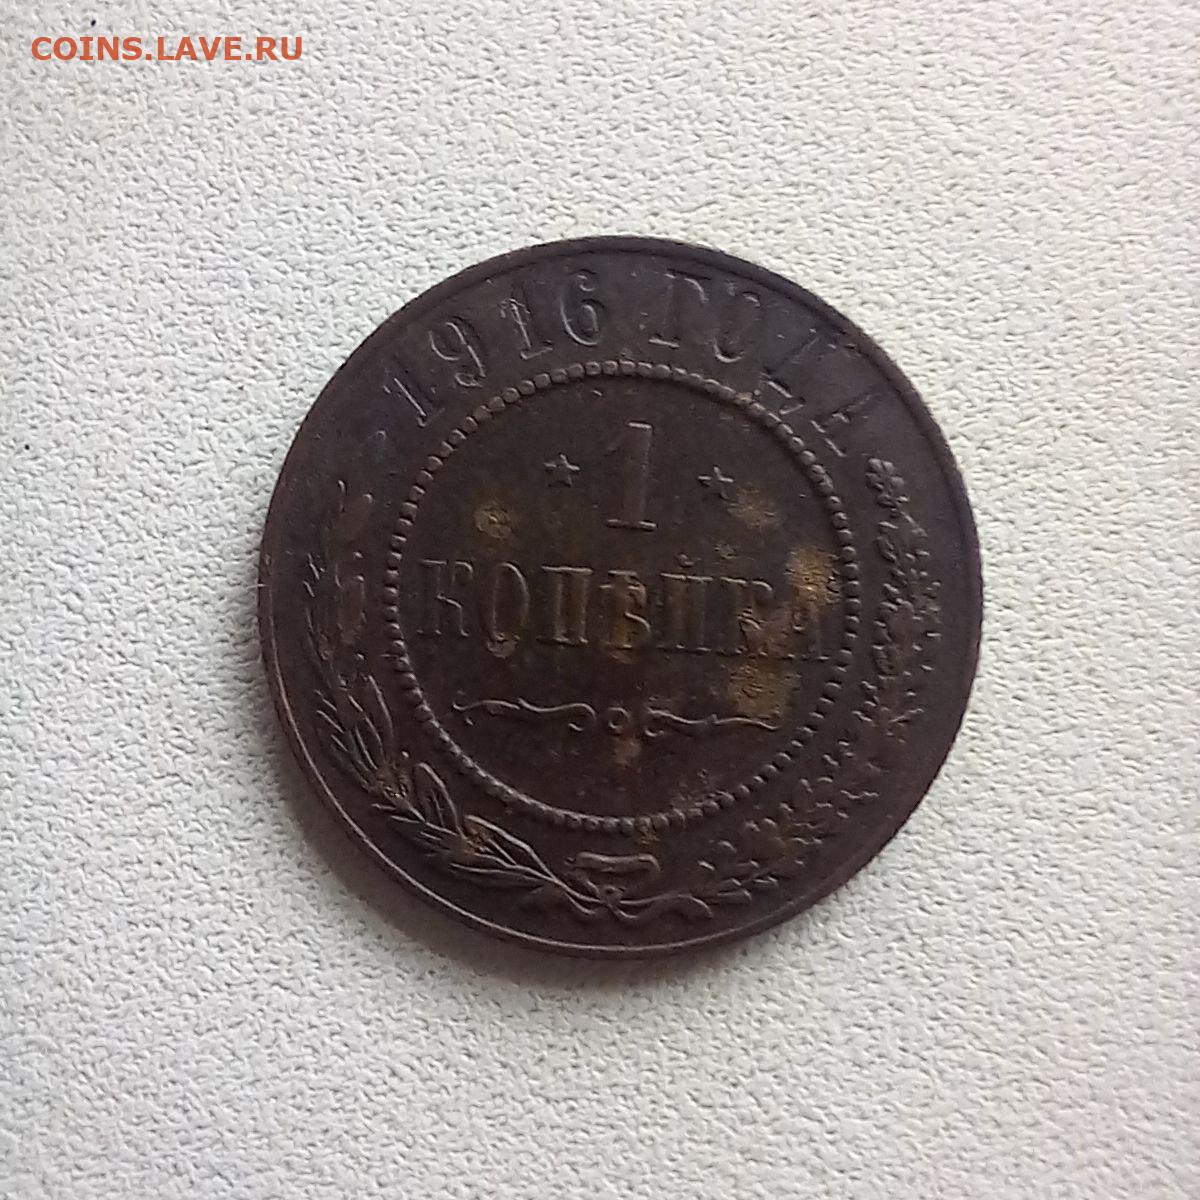 COINS.LAVE.RU
1916 ГОДА
1
КОПѢЙКА